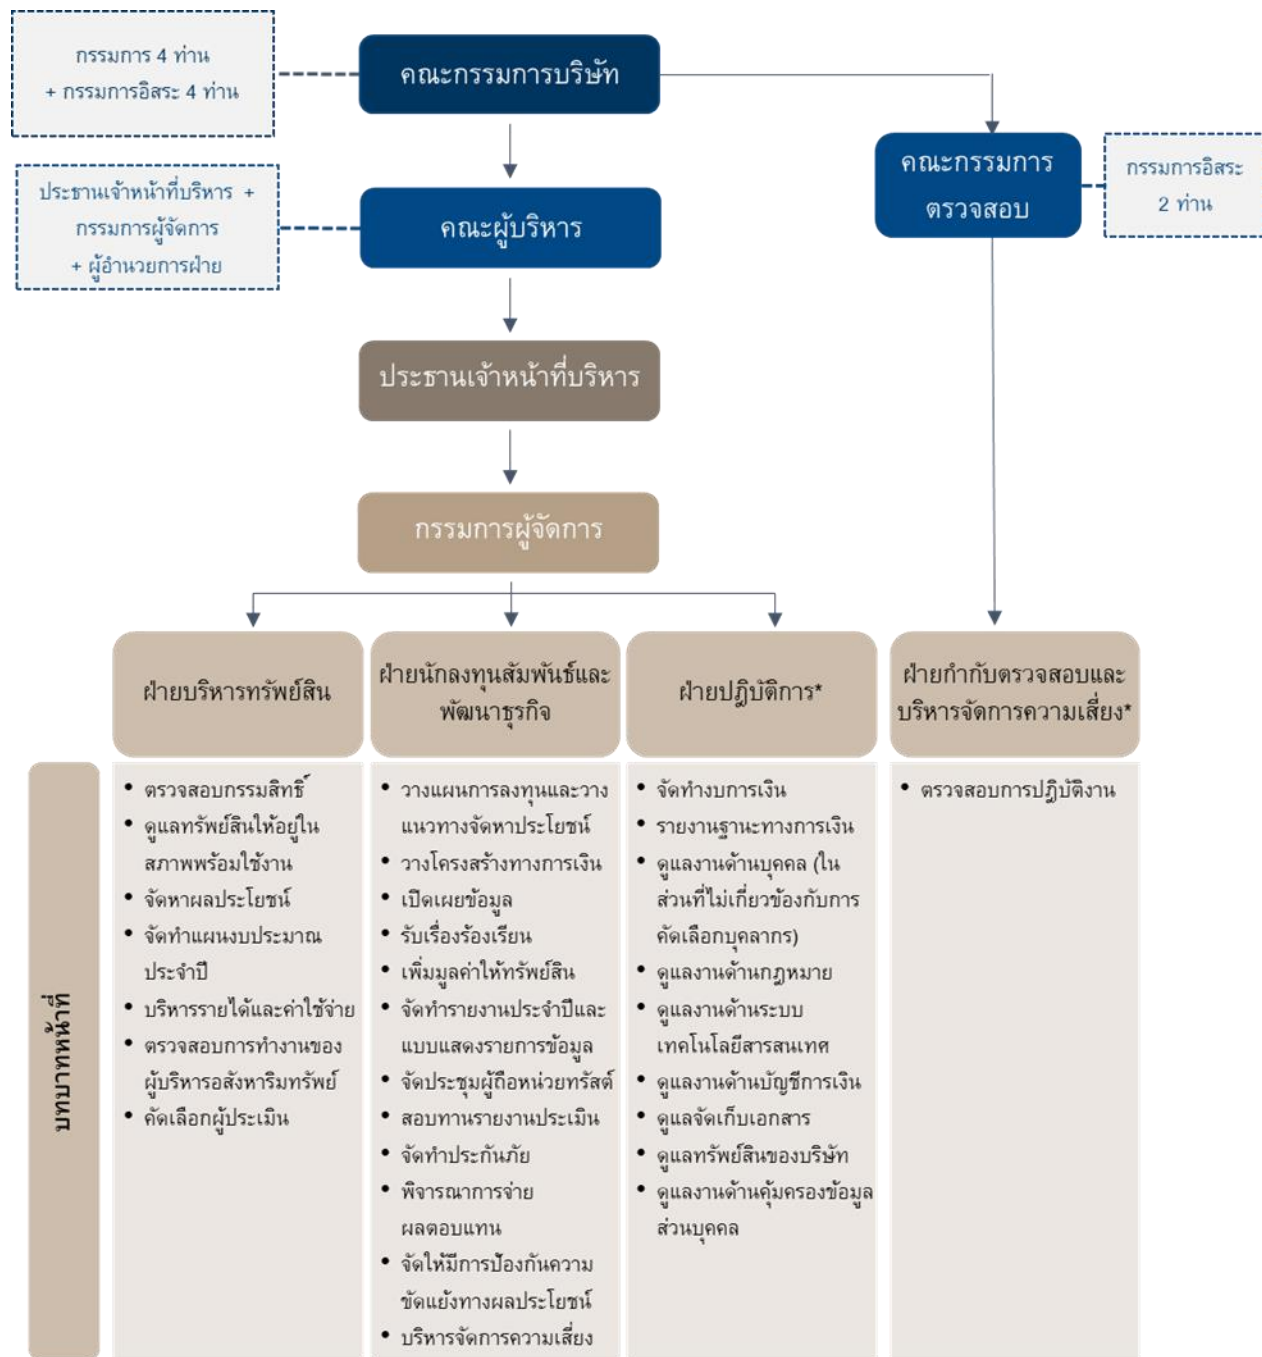 กรรมการ 4 ท่าน
+ กรรมการอิสระ 4 ท่าน
คณะกรรมการบริษัท
คณะกรรมการ
ตรวจสอบ
กรรมการอิสระ
2 ท่าน
ประธานเจ้าหน้าที่บริหาร +
กรรมการผู้จัดการ
+ ผู้อำนวยการฝ่าย
คณะผู้บริหาร
ประธานเจ้าหน้าที่บริหาร
กรรมการผู้จัดการ
ฝ่ายบริหารทรัพย์สิน
ฝ่ายนักลงทุนสัมพันธ์และ
พัฒนาธุรกิจ
ฝ่ายปฏิบัติการ*
ฝ่ายกำกับตรวจสอบและ
บริหารจัดการความเสี่ยง*
บทบาทหน้าที่
• ตรวจสอบกรรมสิทธิ์
• ดูแลทรัพย์สินให้อยู่ใน
สภาพพร้อมใช้งาน
• จัดหาผลประโยชน์
• จัดทำแผนงบประมาณ
ประจำปี
• บริหารรายได้และค่าใช้จ่าย
• ตรวจสอบการทำงานของ
ผู้บริหารอสังหาริมทรัพย์
• คัดเลือกผู้ประเมิน
• วางแผนการลงทุนและวาง
แนวทางจัดหาประโยชน์
• วางโครงสร้างทางการเงิน
• เปิดเผยข้อมูล
• รับเรื่องร้องเรียน
• เพิ่มมูลค่าให้ทรัพย์สิน
• จัดทำรายงานประจำปีและ
แบบแสดงรายการข้อมูล
• จัดประชุมผู้ถือหน่วยทรัสต์
• สอบทานรายงานประเมิน
• จัดทำประกันภัย
• พิจารณาการจ่าย
ผลตอบแทน
• จัดให้มีการป้องกันความ
ขัดแย้งทางผลประโยชน์
• บริหารจัดการความเสี่ยง
• จัดทำงบการเงิน
• รายงานฐานะทางการเงิน
• ดูแลงานด้านบุคคล (ใน
ส่วนที่ไม่เกี่ยวข้องกับการ
คัดเลือกบุคลากร)
• ดูแลงานด้านกฎหมาย
• ดูแลงานด้านระบบ
เทคโนโลยีสารสนเทศ
• ดูแลงานด้านบัญชีการเงิน
• ดูแลจัดเก็บเอกสาร
• ดูแลทรัพย์สินของบริษัท
• ดูแลงานด้านคุ้มครองข้อมูล
ส่วนบุคคล
• ตรวจสอบการปฏิบัติงาน